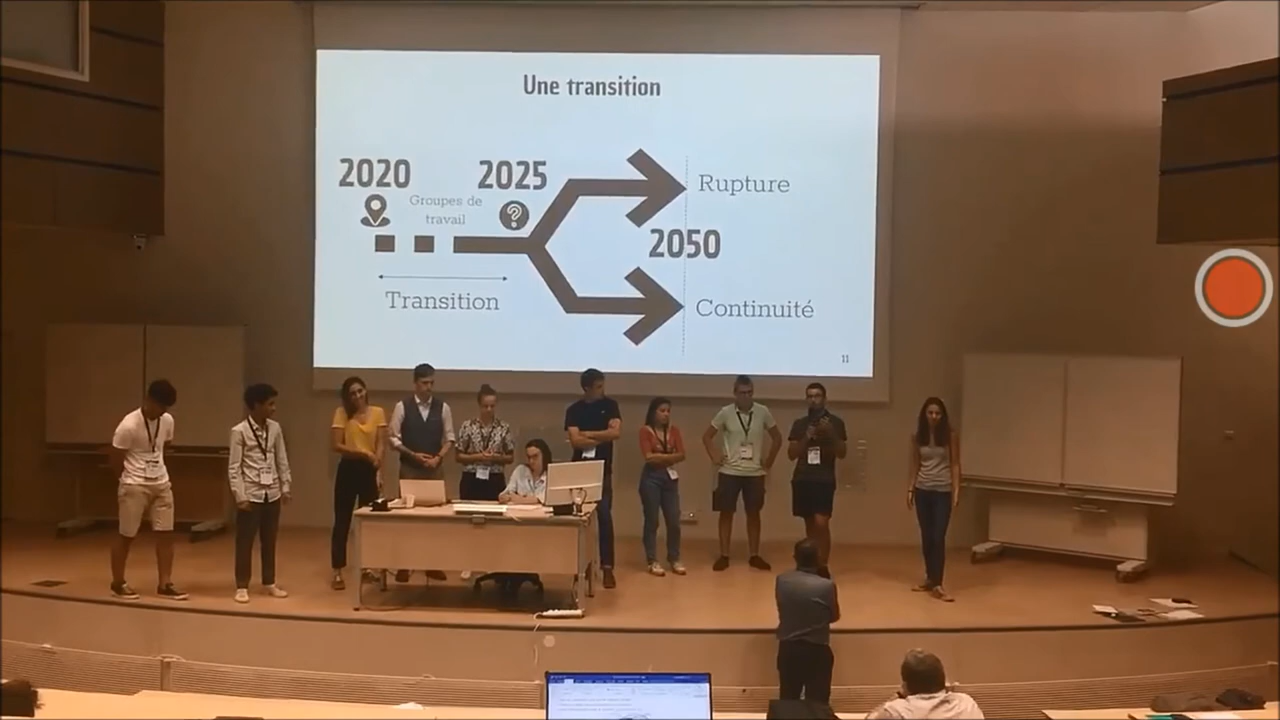 Une transition
2020
2025
Groupes de
travail
Rupture
2050
Transition
Continuité
11